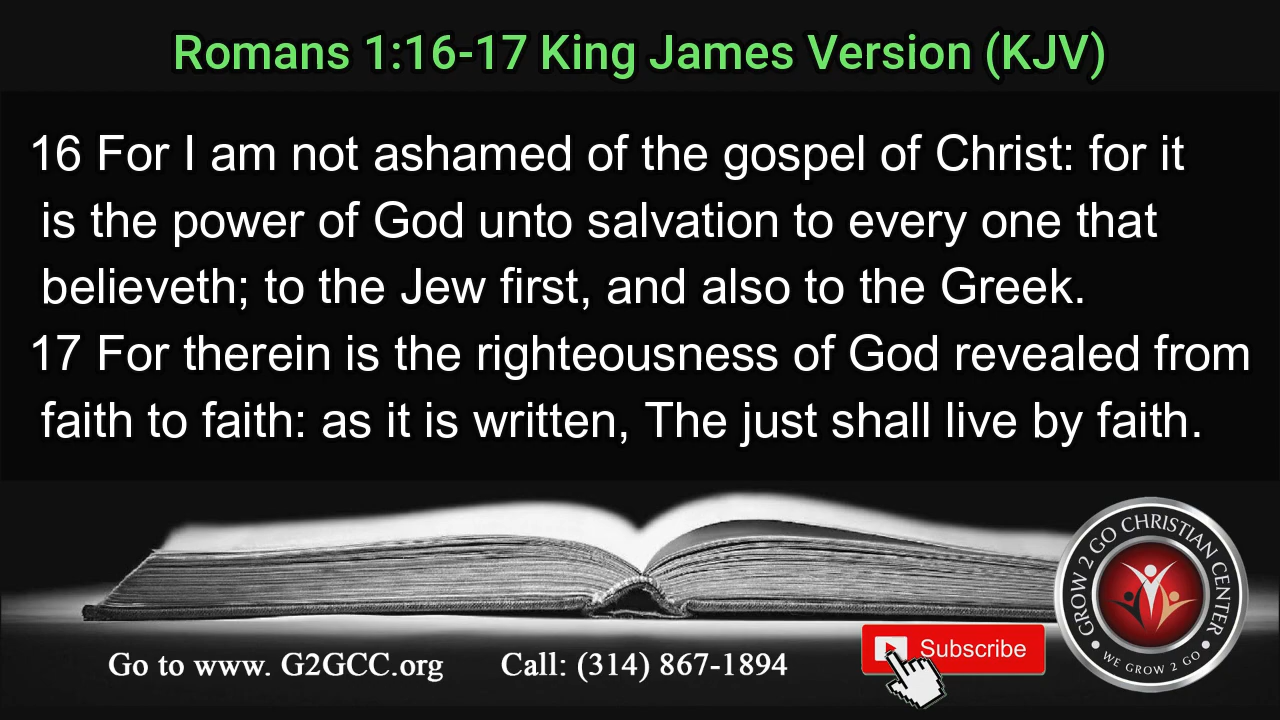 Romans 1:16-17 King James Version (KJV)
16 For I am not ashamed of the gospel of Christ: for it
is the power of God unto salvation to every one that
believeth; to the Jew first, and also to the Greek.
17 For therein is the righteousness of God revealed from
faith to faith: as it is written, The just shall live by faith.
GROW 2 GO CHRISTIAN CENTER
• WE GROW 2 GO •
Subscribe
Go to www. G2GCC.org
Call: (314) 867-1894